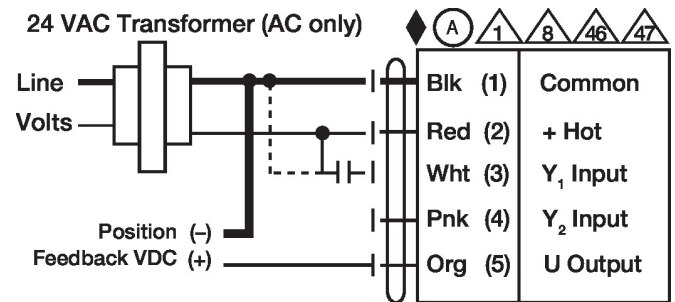 24 VAC Transformer (AC only)
A 1 8 46 47
Line
Volts
Blk (1) Common
Red (2) + Hot
Wht (3) Y1 Input
Pnk (4) Y2 Input
Org (5) U Output
Position (–)
Feedback VDC (+)